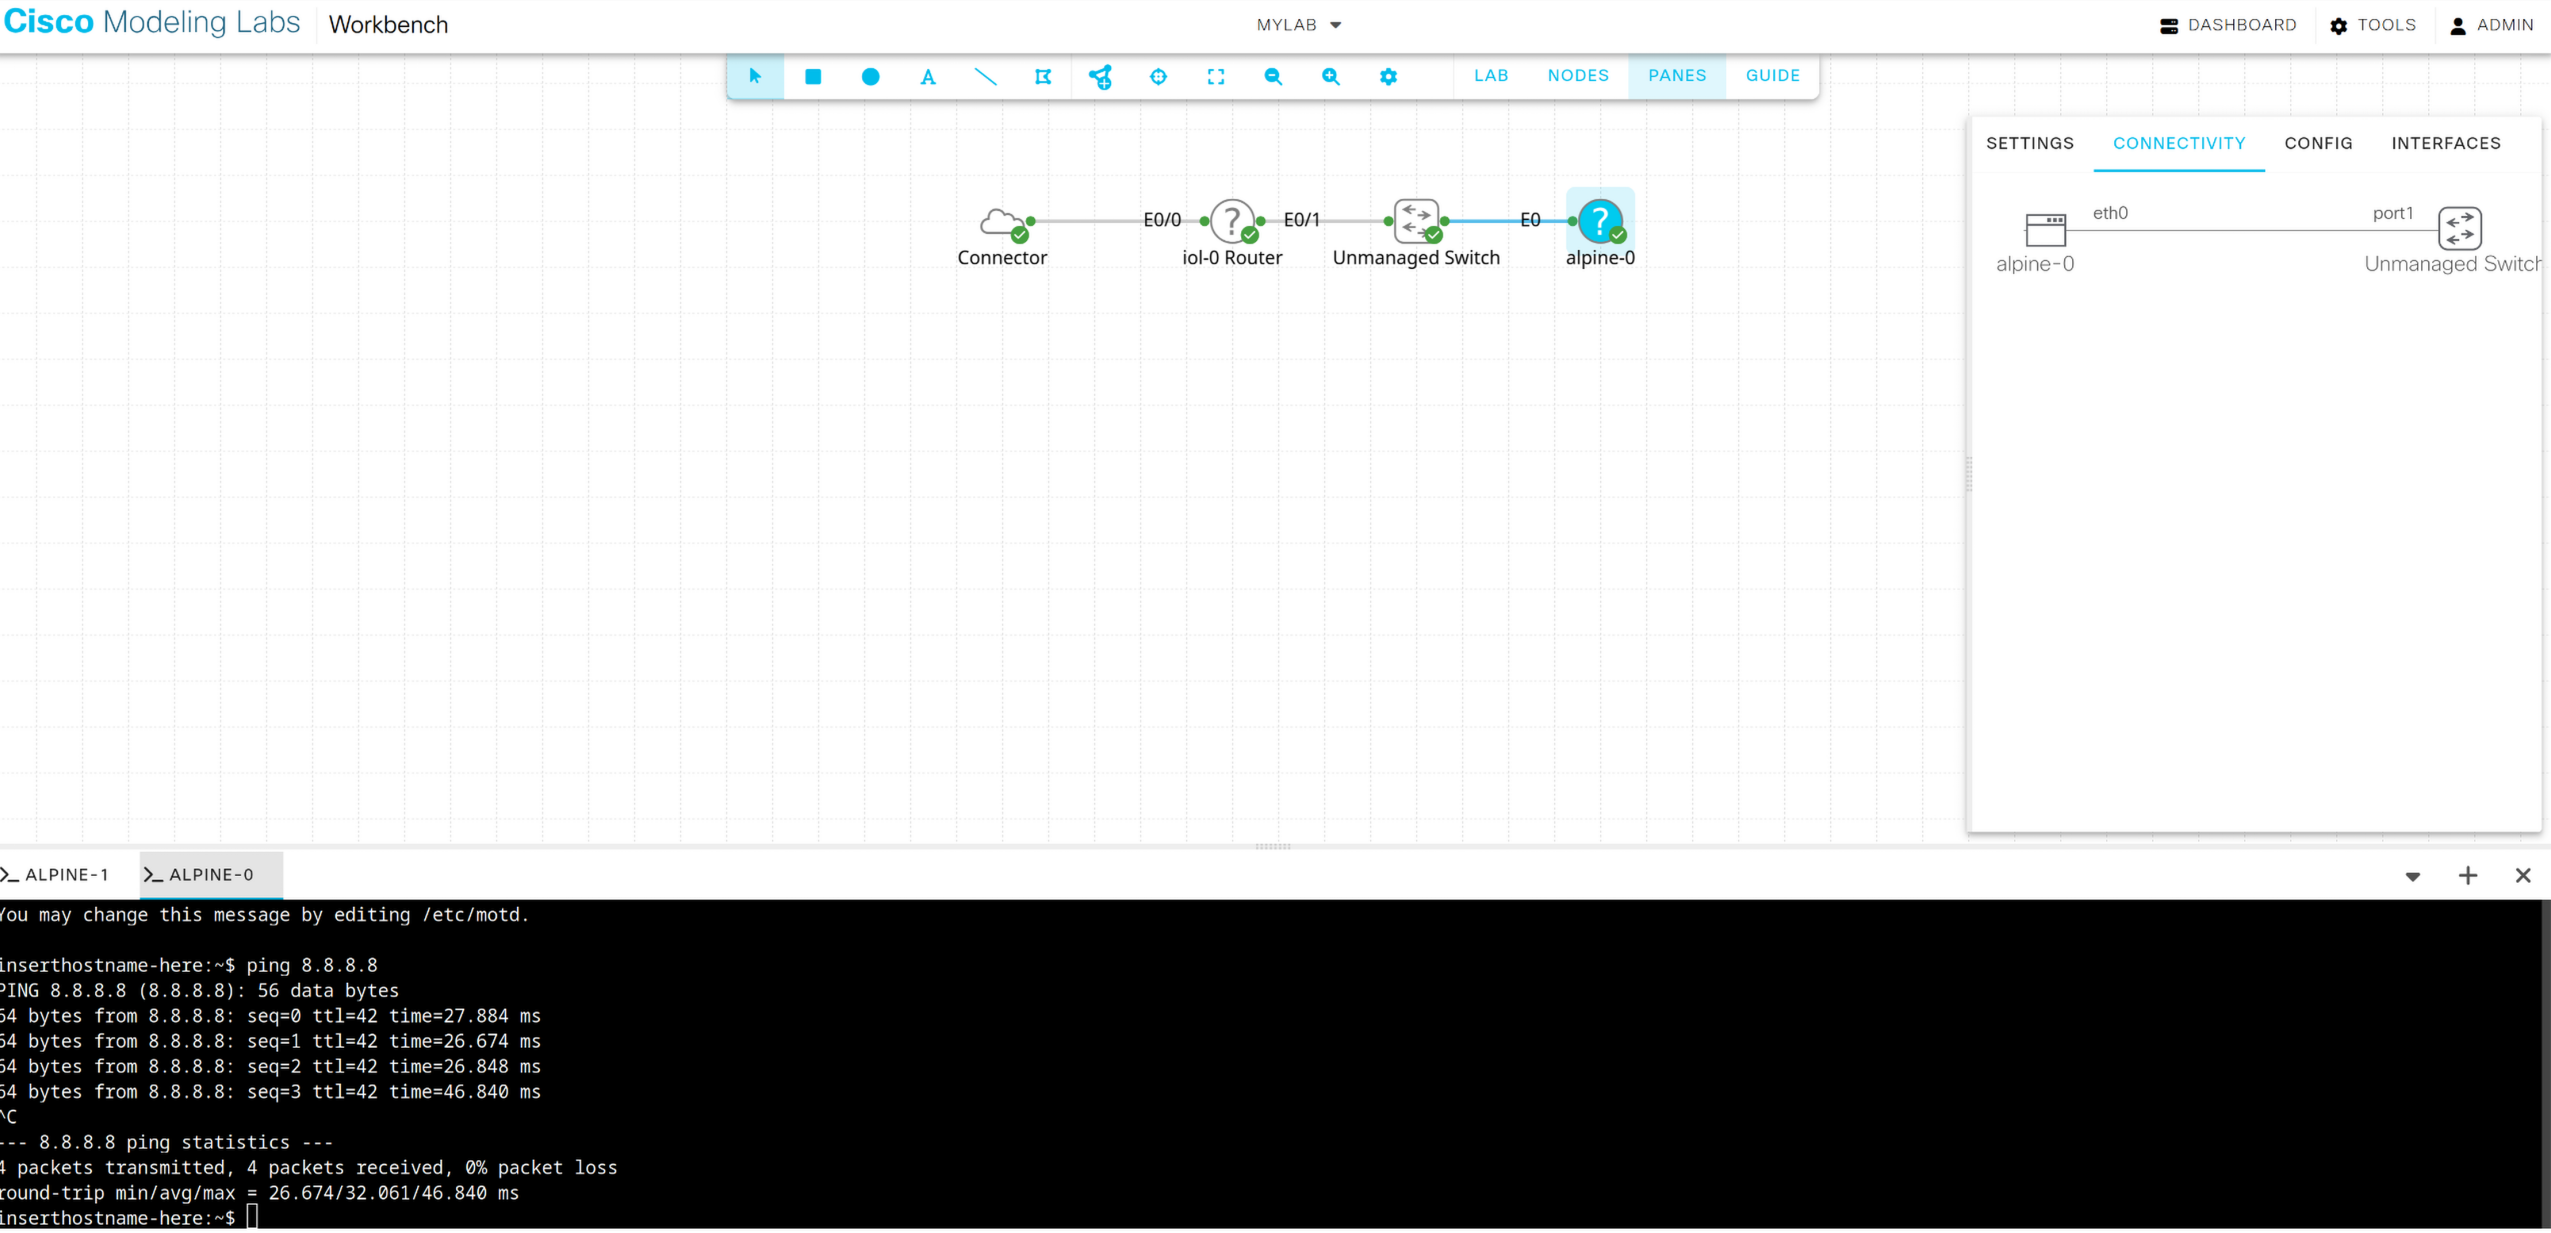 Cisco Modeling Labs Workbench MYLAB DASHBOARD TOOLS ADMIN
LAB NODES PANES GUIDE
SETTINGS CONNECTIVITY CONFIG INTERFACES
E0/0 E0/1 E0
Connector iol-0 Router Unmanaged Switch alpine-0
eth0 port1
alpine-0 Unmanaged Switch
ALPINE-1 ALPINE-0
You may change this message by editing /etc/motd.
inserthostname-here:~$ ping 8.8.8.8
PING 8.8.8.8 (8.8.8.8): 56 data bytes
64 bytes from 8.8.8.8: seq=0 ttl=42 time=27.884 ms
64 bytes from 8.8.8.8: seq=1 ttl=42 time=26.674 ms
64 bytes from 8.8.8.8: seq=2 ttl=42 time=26.848 ms
64 bytes from 8.8.8.8: seq=3 ttl=42 time=46.840 ms
^C
--- 8.8.8.8 ping statistics ---
4 packets transmitted, 4 packets received, 0% packet loss
round-trip min/avg/max = 26.674/32.061/46.840 ms
inserthostname-here:~$